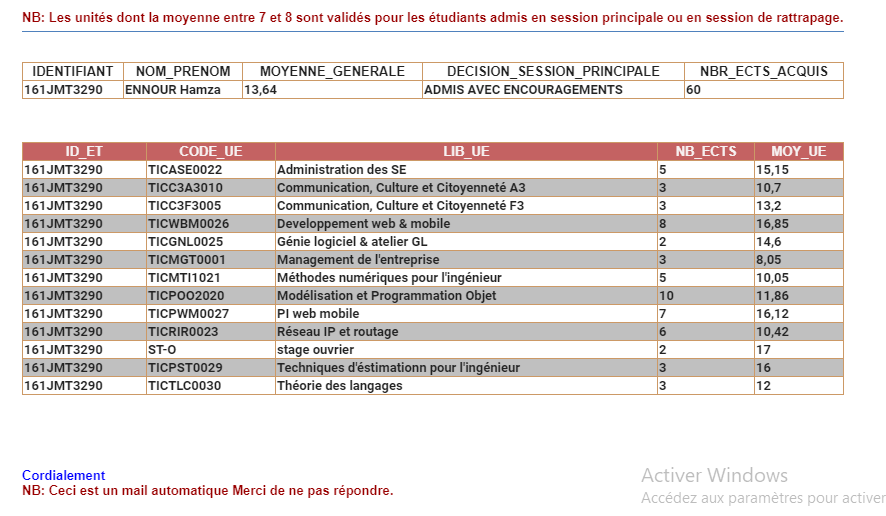 NB: Les unités dont la moyenne entre 7 et 8 sont validés pour les étudiants admis en session principale ou en session de rattrapage.
IDENTIFIANT NOM_PRENOM MOYENNE_GENERALE DECISION_SESSION_PRINCIPALE NBR_ECTS_ACQUIS
161JMT3290 ENNOUR Hamza 13,64 ADMIS AVEC ENCOURAGEMENTS 60
ID_ET CODE_UE LIB_UE NB_ECTS MOY_UE
161JMT3290 TICASE0022 Administration des SE 5 15,15
161JMT3290 TICC3A3010 Communication, Culture et Citoyenneté A3 3 10,7
161JMT3290 TICC3F3005 Communication, Culture et Citoyenneté F3 3 13,2
161JMT3290 TICWBM0026 Developpement web & mobile 8 16,85
161JMT3290 TICGNL0025 Génie logiciel & atelier GL 2 14,6
161JMT3290 TICMGT0001 Management de l'entreprise 3 8,05
161JMT3290 TICMTI1021 Méthodes numériques pour l'ingénieur 5 10,05
161JMT3290 TICPOO2020 Modélisation et Programmation Objet 10 11,86
161JMT3290 TICPWM0027 PI web mobile 7 16,12
161JMT3290 TICRIR0023 Réseau IP et routage 6 10,42
161JMT3290 ST-O stage ouvrier 2 17
161JMT3290 TICPST0029 Techniques d'éstimationn pour l'ingénieur 3 16
161JMT3290 TICTLC0030 Théorie des langages 3 12
Cordialement
NB: Ceci est un mail automatique Merci de ne pas répondre.
Activer Windows
Accédez aux paramètres pour activer